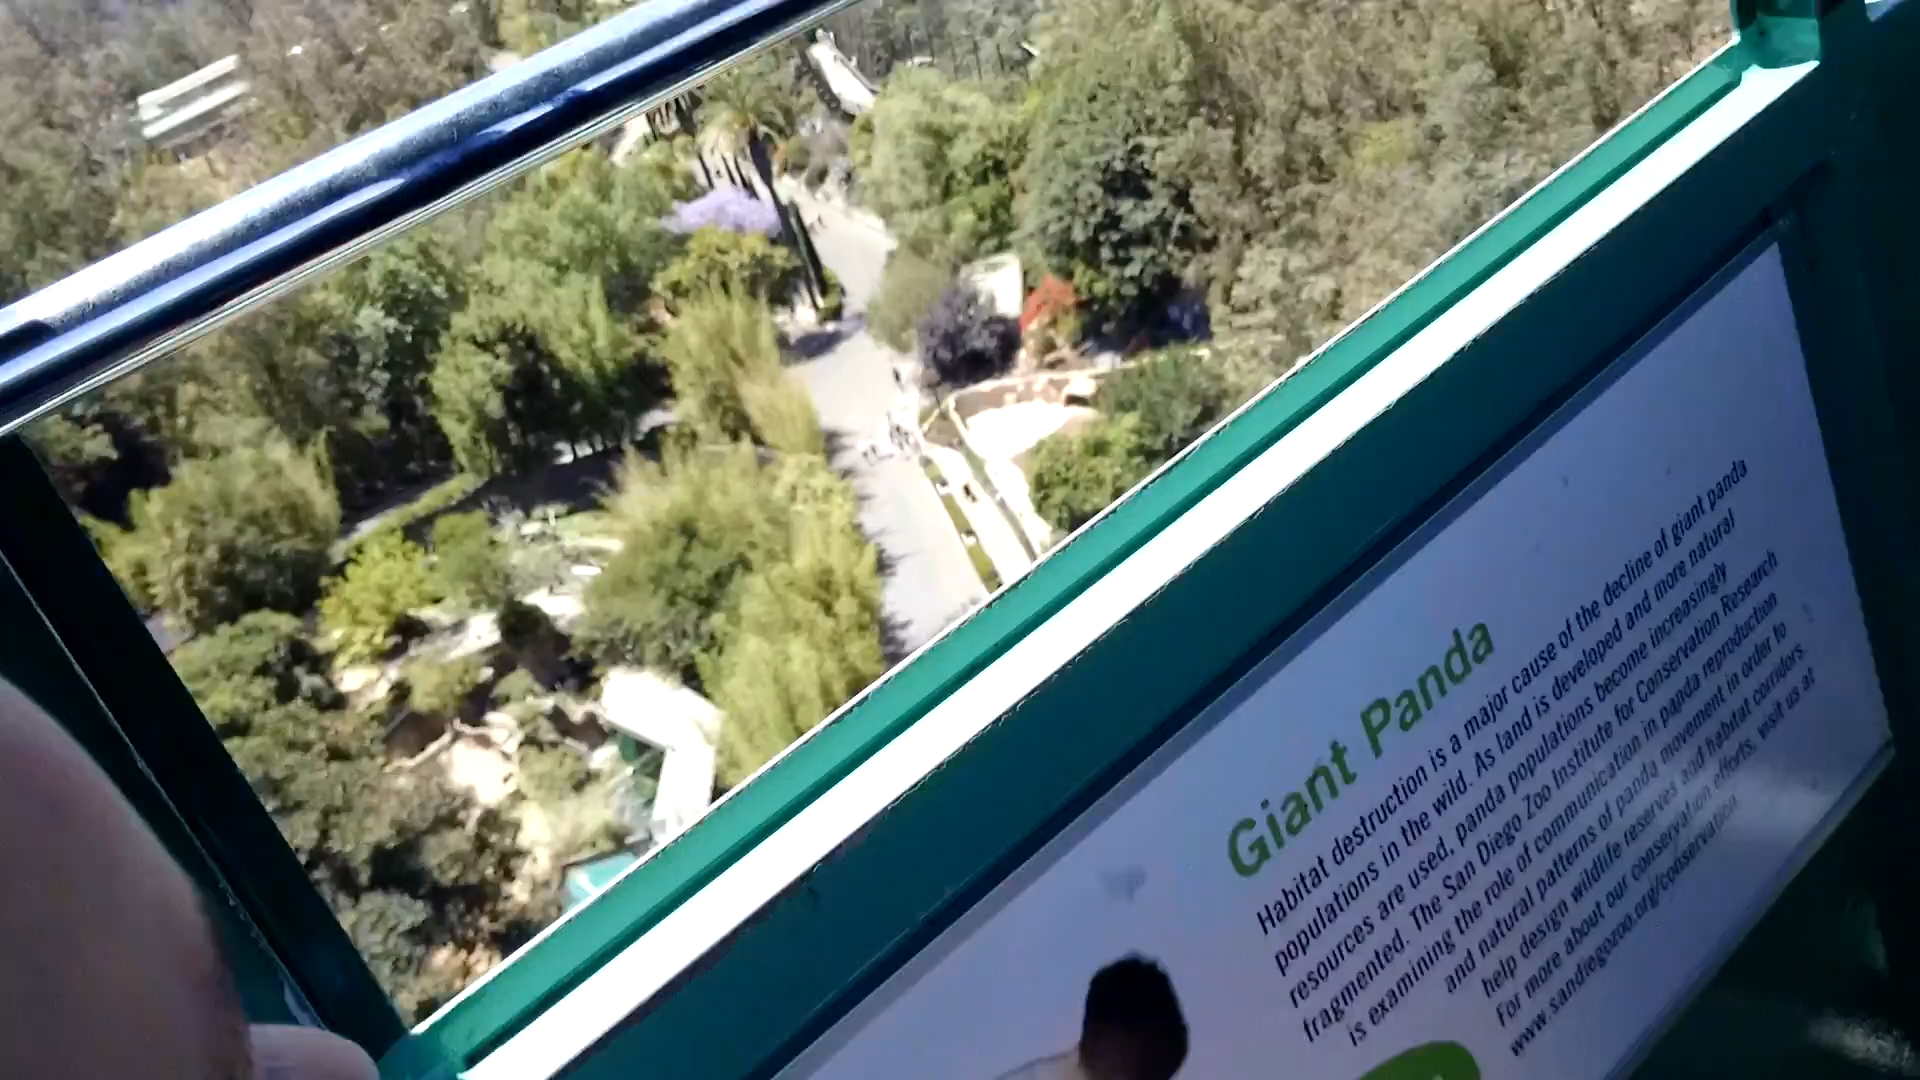 Giant Panda
Habitat destruction is a major cause of the decline of giant panda
populations in the wild. As land is developed and more natural
resources are used, panda populations become increasingly
fragmented. The San Diego Zoo Institute for Conservation Research
is examining the role of communication in panda reproduction
and natural patterns of panda movement in order to
help design wildlife reserves and habitat corridors.
For more about our conservation efforts, visit us at
www.sandiegozoo.org/conservation.